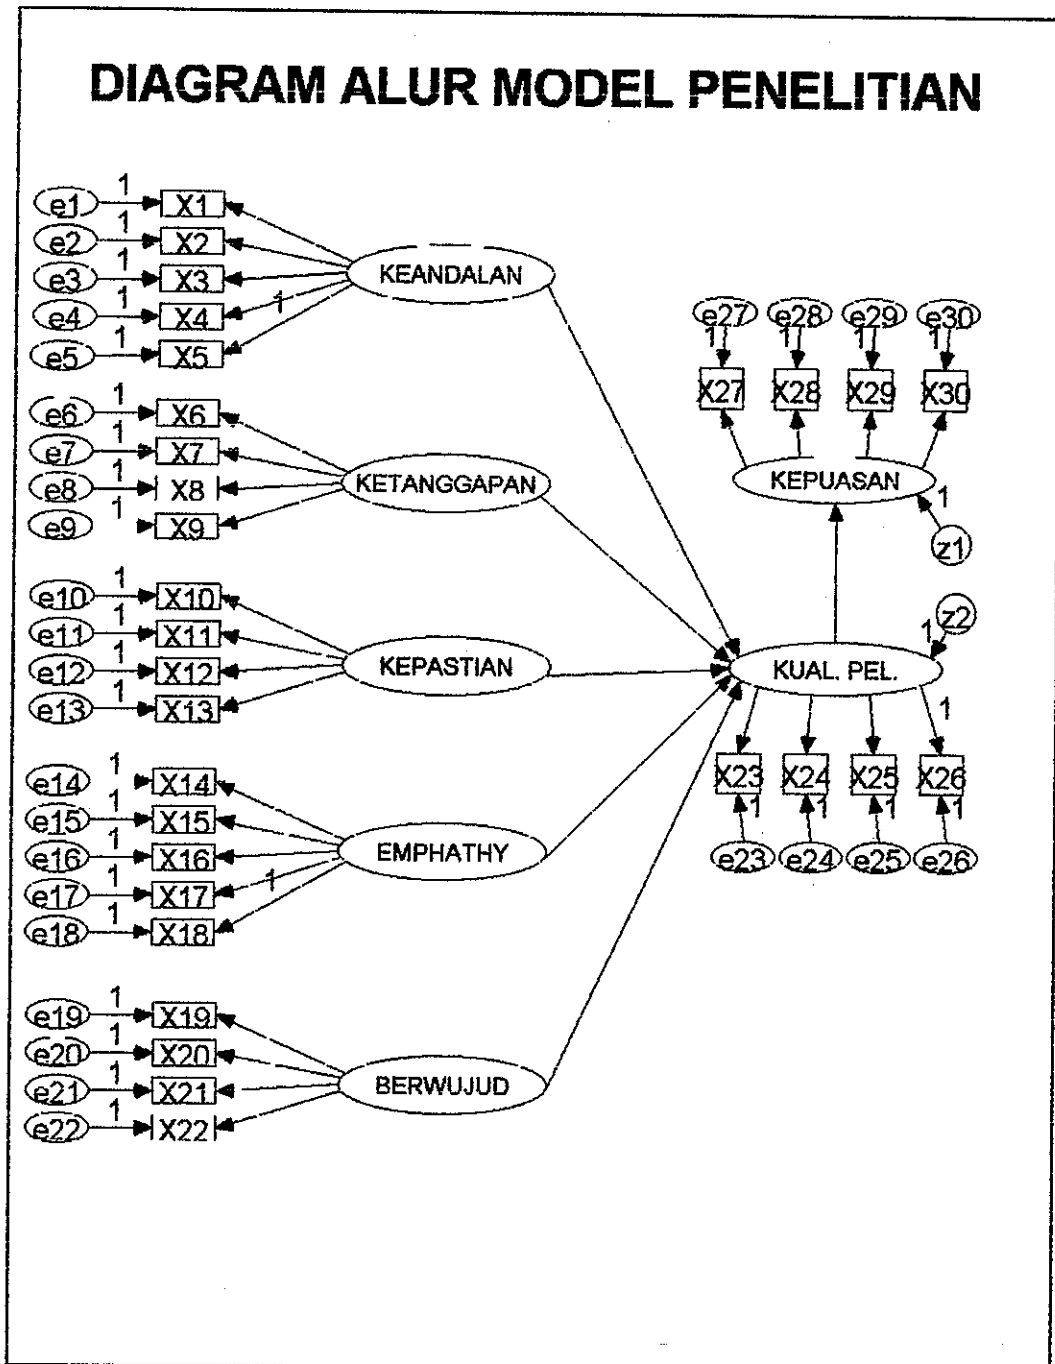 DIAGRAM ALUR MODEL PENELITIAN
e1 1 X1
e2 1 X2
e3 1 X3
e4 1 X4 1
e5 1 X5
KEANDALAN
e6 1 X6
e7 1 X7
e8 1 X8
e9 1 X9
KETANGGAPAN
e10 1 X10
e11 1 X11
e12 1 X12
e13 1 X13
KEPASTIAN
e14 1 X14
e15 1 X15
e16 1 X16
e17 1 X17 1
e18 1 X18
EMPHATHY
e19 1 X19
e20 1 X20
e21 1 X21
e22 1 X22
BERWUJUD
e27 e28 e29 e30
1 1 1 1
X27 X28 X29 X30
KEPUASAN
1
z1
z2
1
KUAL. PEL.
1
X23 X24 X25 X26
1 1 1 1
e23 e24 e25 e26